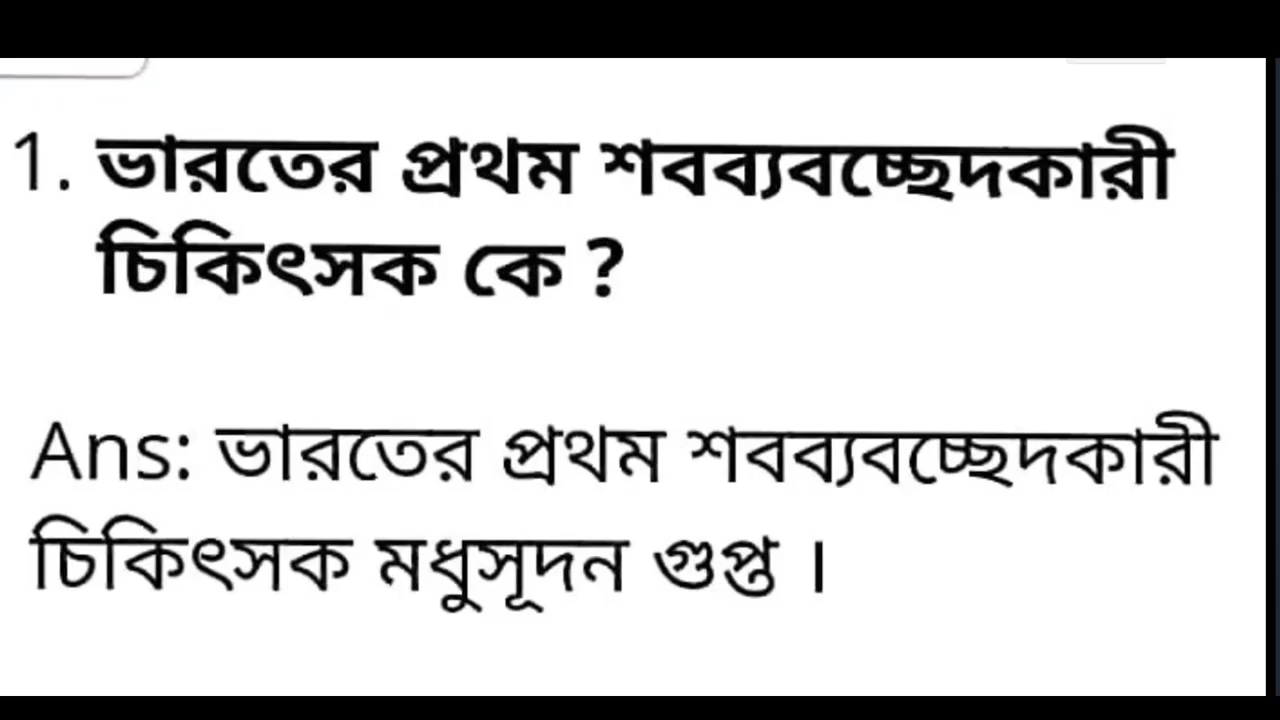 1. ভারতের প্রথম শবব্যবচ্ছেদকারী
চিকিৎসক কে ?
Ans: ভারতের প্রথম শবব্যবচ্ছেদকারী
চিকিৎসক মধুসূদন গুপ্ত ।